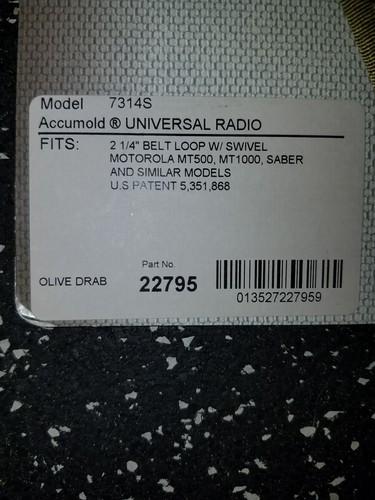 Model 7314S
Accumold ® UNIVERSAL RADIO
FITS: 2 1/4" BELT LOOP W/ SWIVEL
MOTOROLA MT500, MT1000, SABER
AND SIMILAR MODELS
U.S PATENT 5,351,868
Part No.
OLIVE DRAB 22795
013527227959